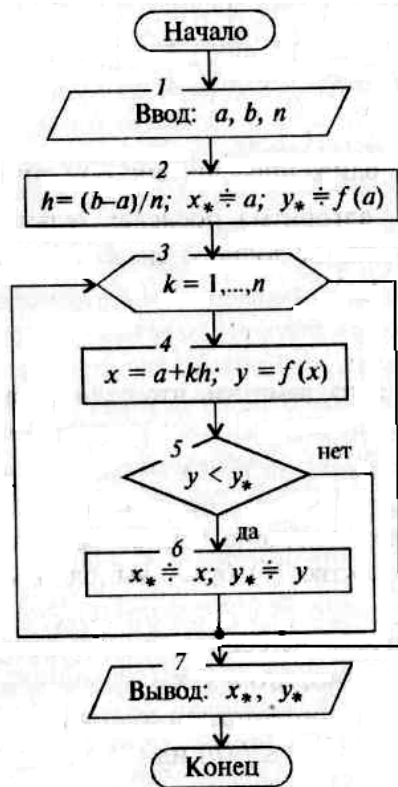 Начало
1
Ввод: a, b, n
2
h= (b–a)/n; x* ≑ a; y* ≑ f(a)
3
k = 1,...,n
4
x = a+kh; y = f(x)
5
нет
y < y*
да
6
x* ≑ x; y* ≑ y
7
Вывод: x*, y*
Конец